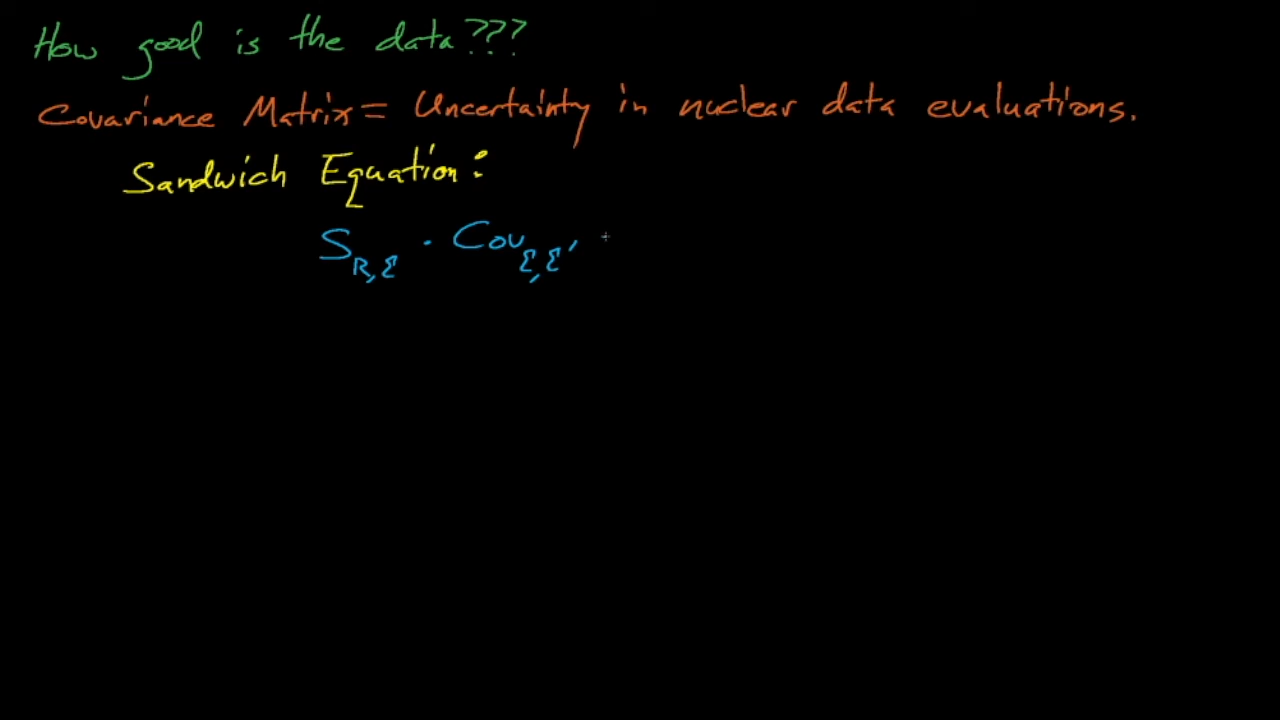 How good is the data???
Covariance Matrix = Uncertainty in nuclear data evaluations.
Sandwich Equation:
S_{R,Σ} · Cov_{Σ,Σ'} ·